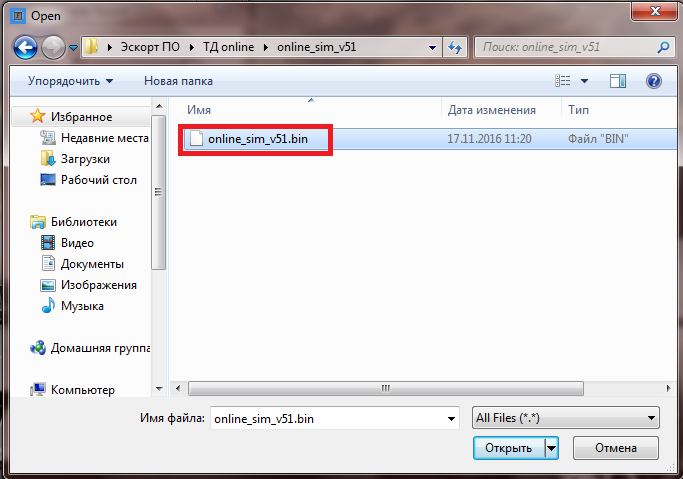 Open
Эскорт ПО ТД online online_sim_v51
Поиск: online_sim_v51
Упорядочить Новая папка
Имя Дата изменения Тип
online_sim_v51.bin 17.11.2016 11:20 Файл "BIN"
Избранное
Недавние места
Загрузки
Рабочий стол
Библиотеки
Видео
Документы
Изображения
Музыка
Домашняя группа
Компьютер
Имя файла: online_sim_v51.bin All Files (*.*)
Открыть Отмена